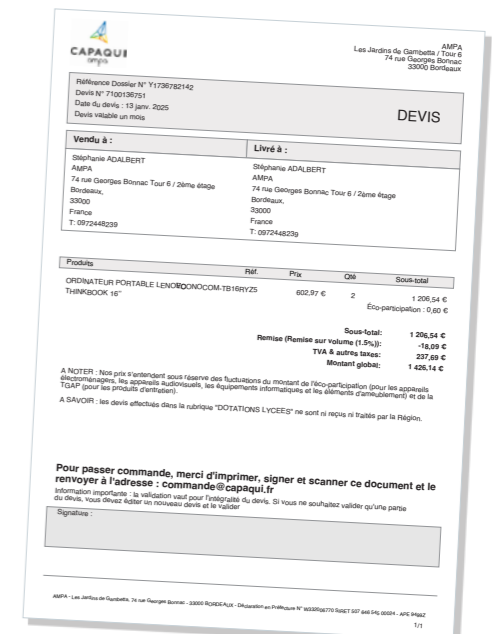 CAPAQUI
ampa
AMPA
Les Jardins de Gambetta / Tour 6
74 rue Georges Bonnac
33000 Bordeaux
Référence Dossier N° Y1736782142
Devis N° 7100136751
Date du devis : 13 janv. 2025
Devis valable un mois
DEVIS
Vendu à :
Stéphanie ADALBERT
AMPA
74 rue Georges Bonnac Tour 6 / 2ème étage
Bordeaux,
33000
France
T: 0972448239
Livré à :
Stéphanie ADALBERT
AMPA
74 rue Georges Bonnac Tour 6 / 2ème étage
Bordeaux,
33000
France
T: 0972448239
Produits Réf. Prix Qté Sous-total
ORDINATEUR PORTABLE ECONOCOM-TB16RYZ5 602,97 € 2 1 206,54 €
THINKBOOK 16" Éco-participation : 0,60 €
Sous-total: 1 206,54 €
Remise (Remise sur volume (1.5%)): -18,09 €
TVA & autres taxes: 237,69 €
Montant global: 1 426,14 €
A NOTER : Nos prix s'entendent sous réserve des fluctuations du montant de l'éco-participation (pour les appareils
électroménagers, les appareils audiovisuels, les équipements informatiques et les éléments d'ameublement) et de la
TGAP (pour les produits d'entretien).
A SAVOIR : les devis effectués dans la rubrique "DOTATIONS LYCEES" ne sont ni reçus ni traités par la Région.
Pour passer commande, merci d'imprimer, signer et scanner ce document et le
renvoyer à l'adresse : commande@capaqui.fr
Information importante : la validation vaut pour l'intégralité du devis. Si vous ne souhaitez valider qu'une partie
du devis, vous devez éditer un nouveau devis et le valider
Signature :
AMPA - Les Jardins de Gambetta, 74 rue Georges Bonnac - 33000 BORDEAUX - Déclaration en Préfecture N° SIRET 507 646 545 00024 - APE 9499Z
1/1